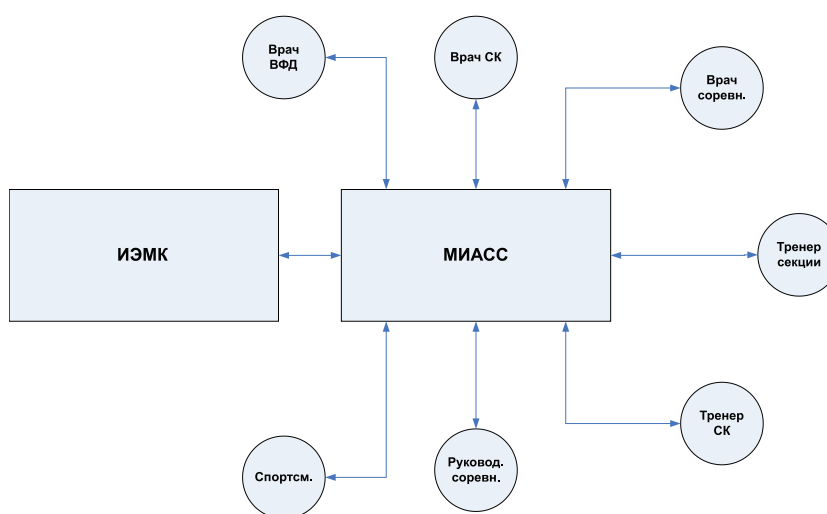 Врач
ВФД
Врач СК
Врач
соревн.
ИЭМК
МИАСС
Тренер
секции
Тренер
СК
Спортсм.
Руковод.
соревн.